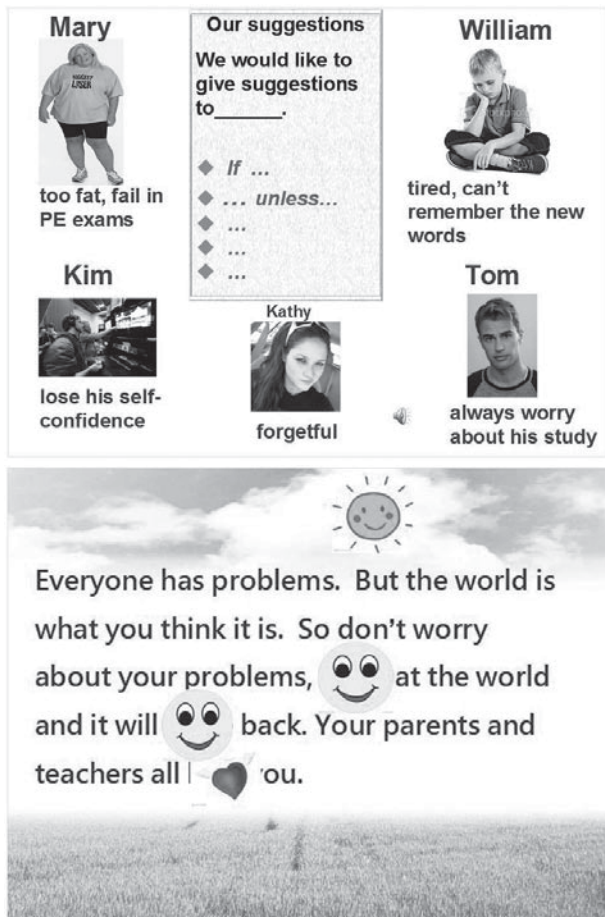 Mary
too fat, fail in
PE exams
Our suggestions
We would like to
give suggestions
to______.
If ...
... unless...
...
...
...
William
tired, can't
remember the new
words
Kim
lose his self-
confidence
Kathy
forgetful
Tom
always worry
about his study
Everyone has problems. But the world is
what you think it is. So don't worry
about your problems, at the world
and it will back. Your parents and
teachers all